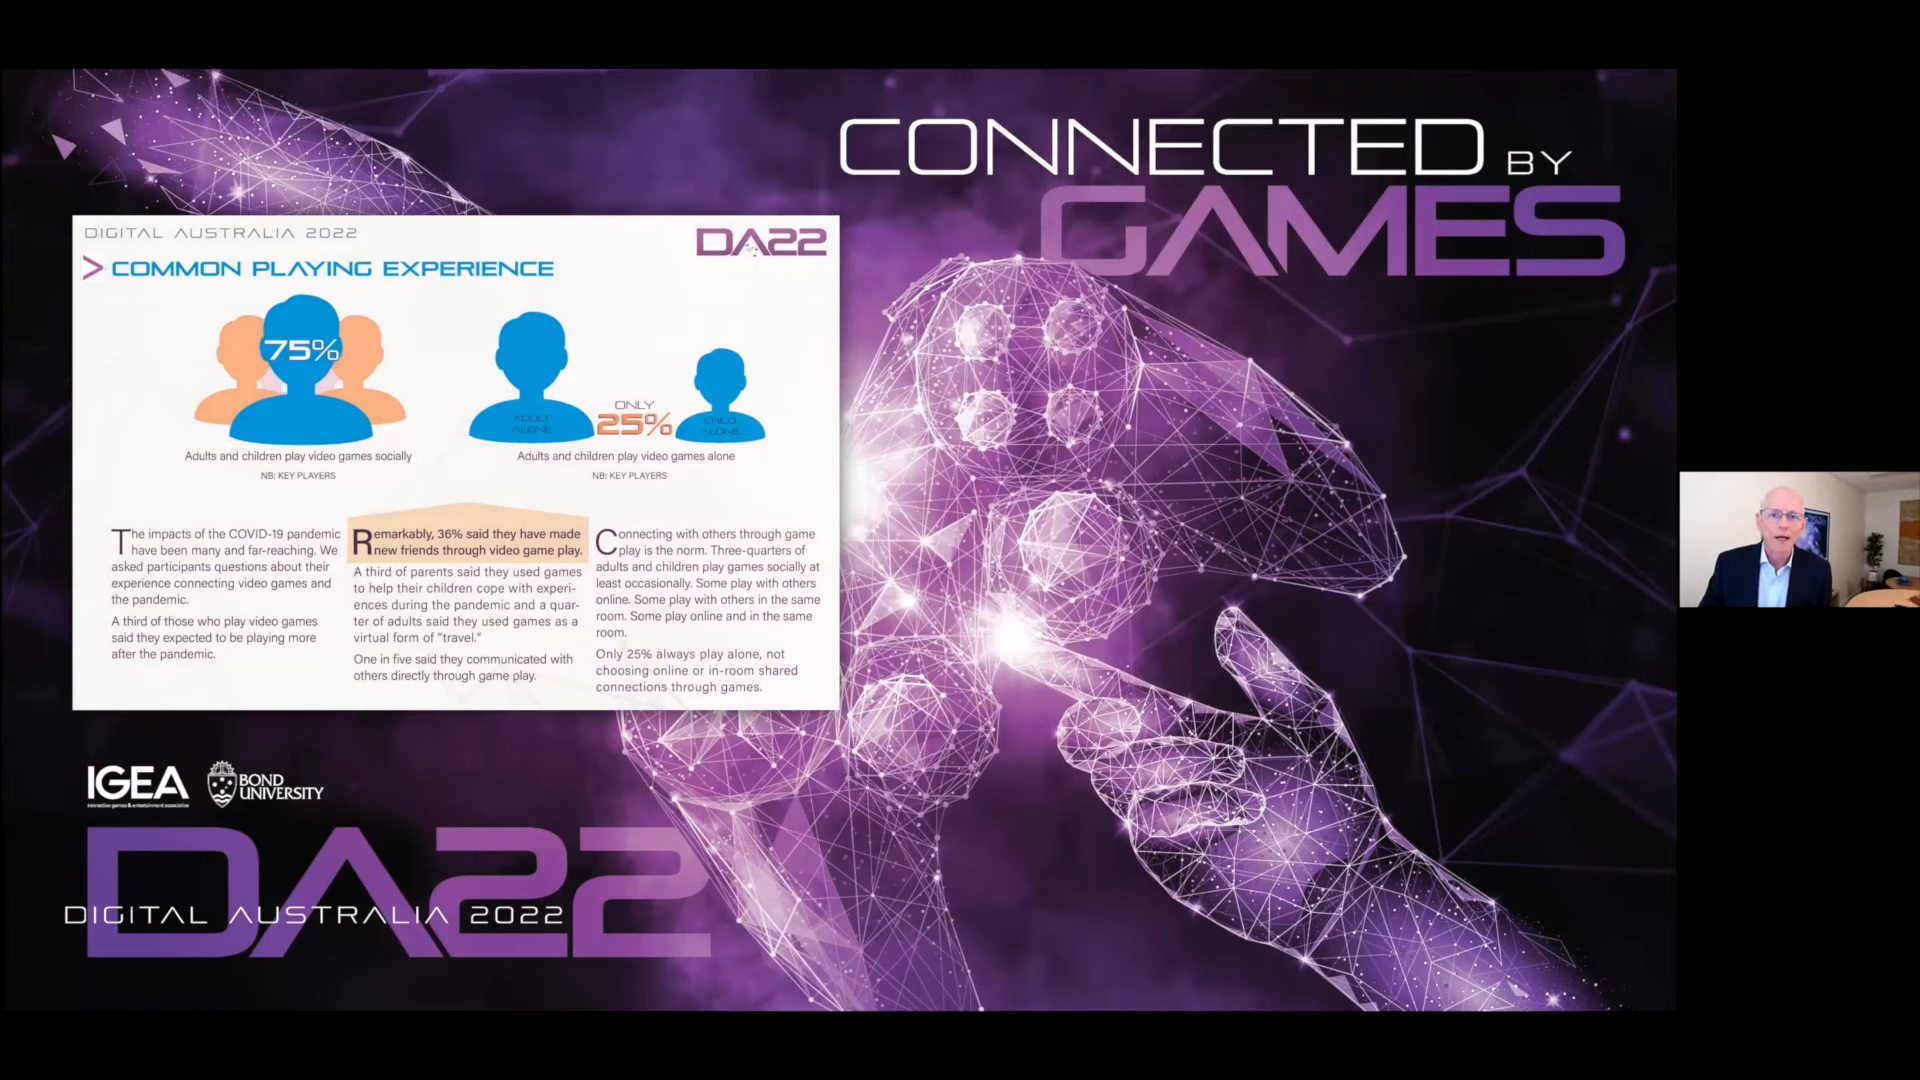 CONNECTED BY
GAMES
DIGITAL AUSTRALIA 2022
DA22
> COMMON PLAYING EXPERIENCE
75%
Adults and children play video games socially
NB: KEY PLAYERS
ADULT
ALONE
ONLY
25%
CHILD
ALONE
Adults and children play video games alone
NB: KEY PLAYERS
The impacts of the COVID-19 pandemic
have been many and far-reaching. We
asked participants questions about their
experience connecting video games and
the pandemic.
A third of those who play video games
said they expected to be playing more
after the pandemic.
Remarkably, 36% said they have made
new friends through video game play.
A third of parents said they used games
to help their children cope with experi-
ences during the pandemic and a quar-
ter of adults said they used games as a
virtual form of "travel."
One in five said they communicated with
others directly through game play.
Connecting with others through game
play is the norm. Three-quarters of
adults and children play games socially at
least occasionally. Some play with others
online. Some play with others in the same
room. Some play online and in the same
room.
Only 25% always play alone, not
choosing online or in-room shared
connections through games.
IGEA
interactive games & entertainment association
BOND
UNIVERSITY
DA22
DIGITAL AUSTRALIA 2022